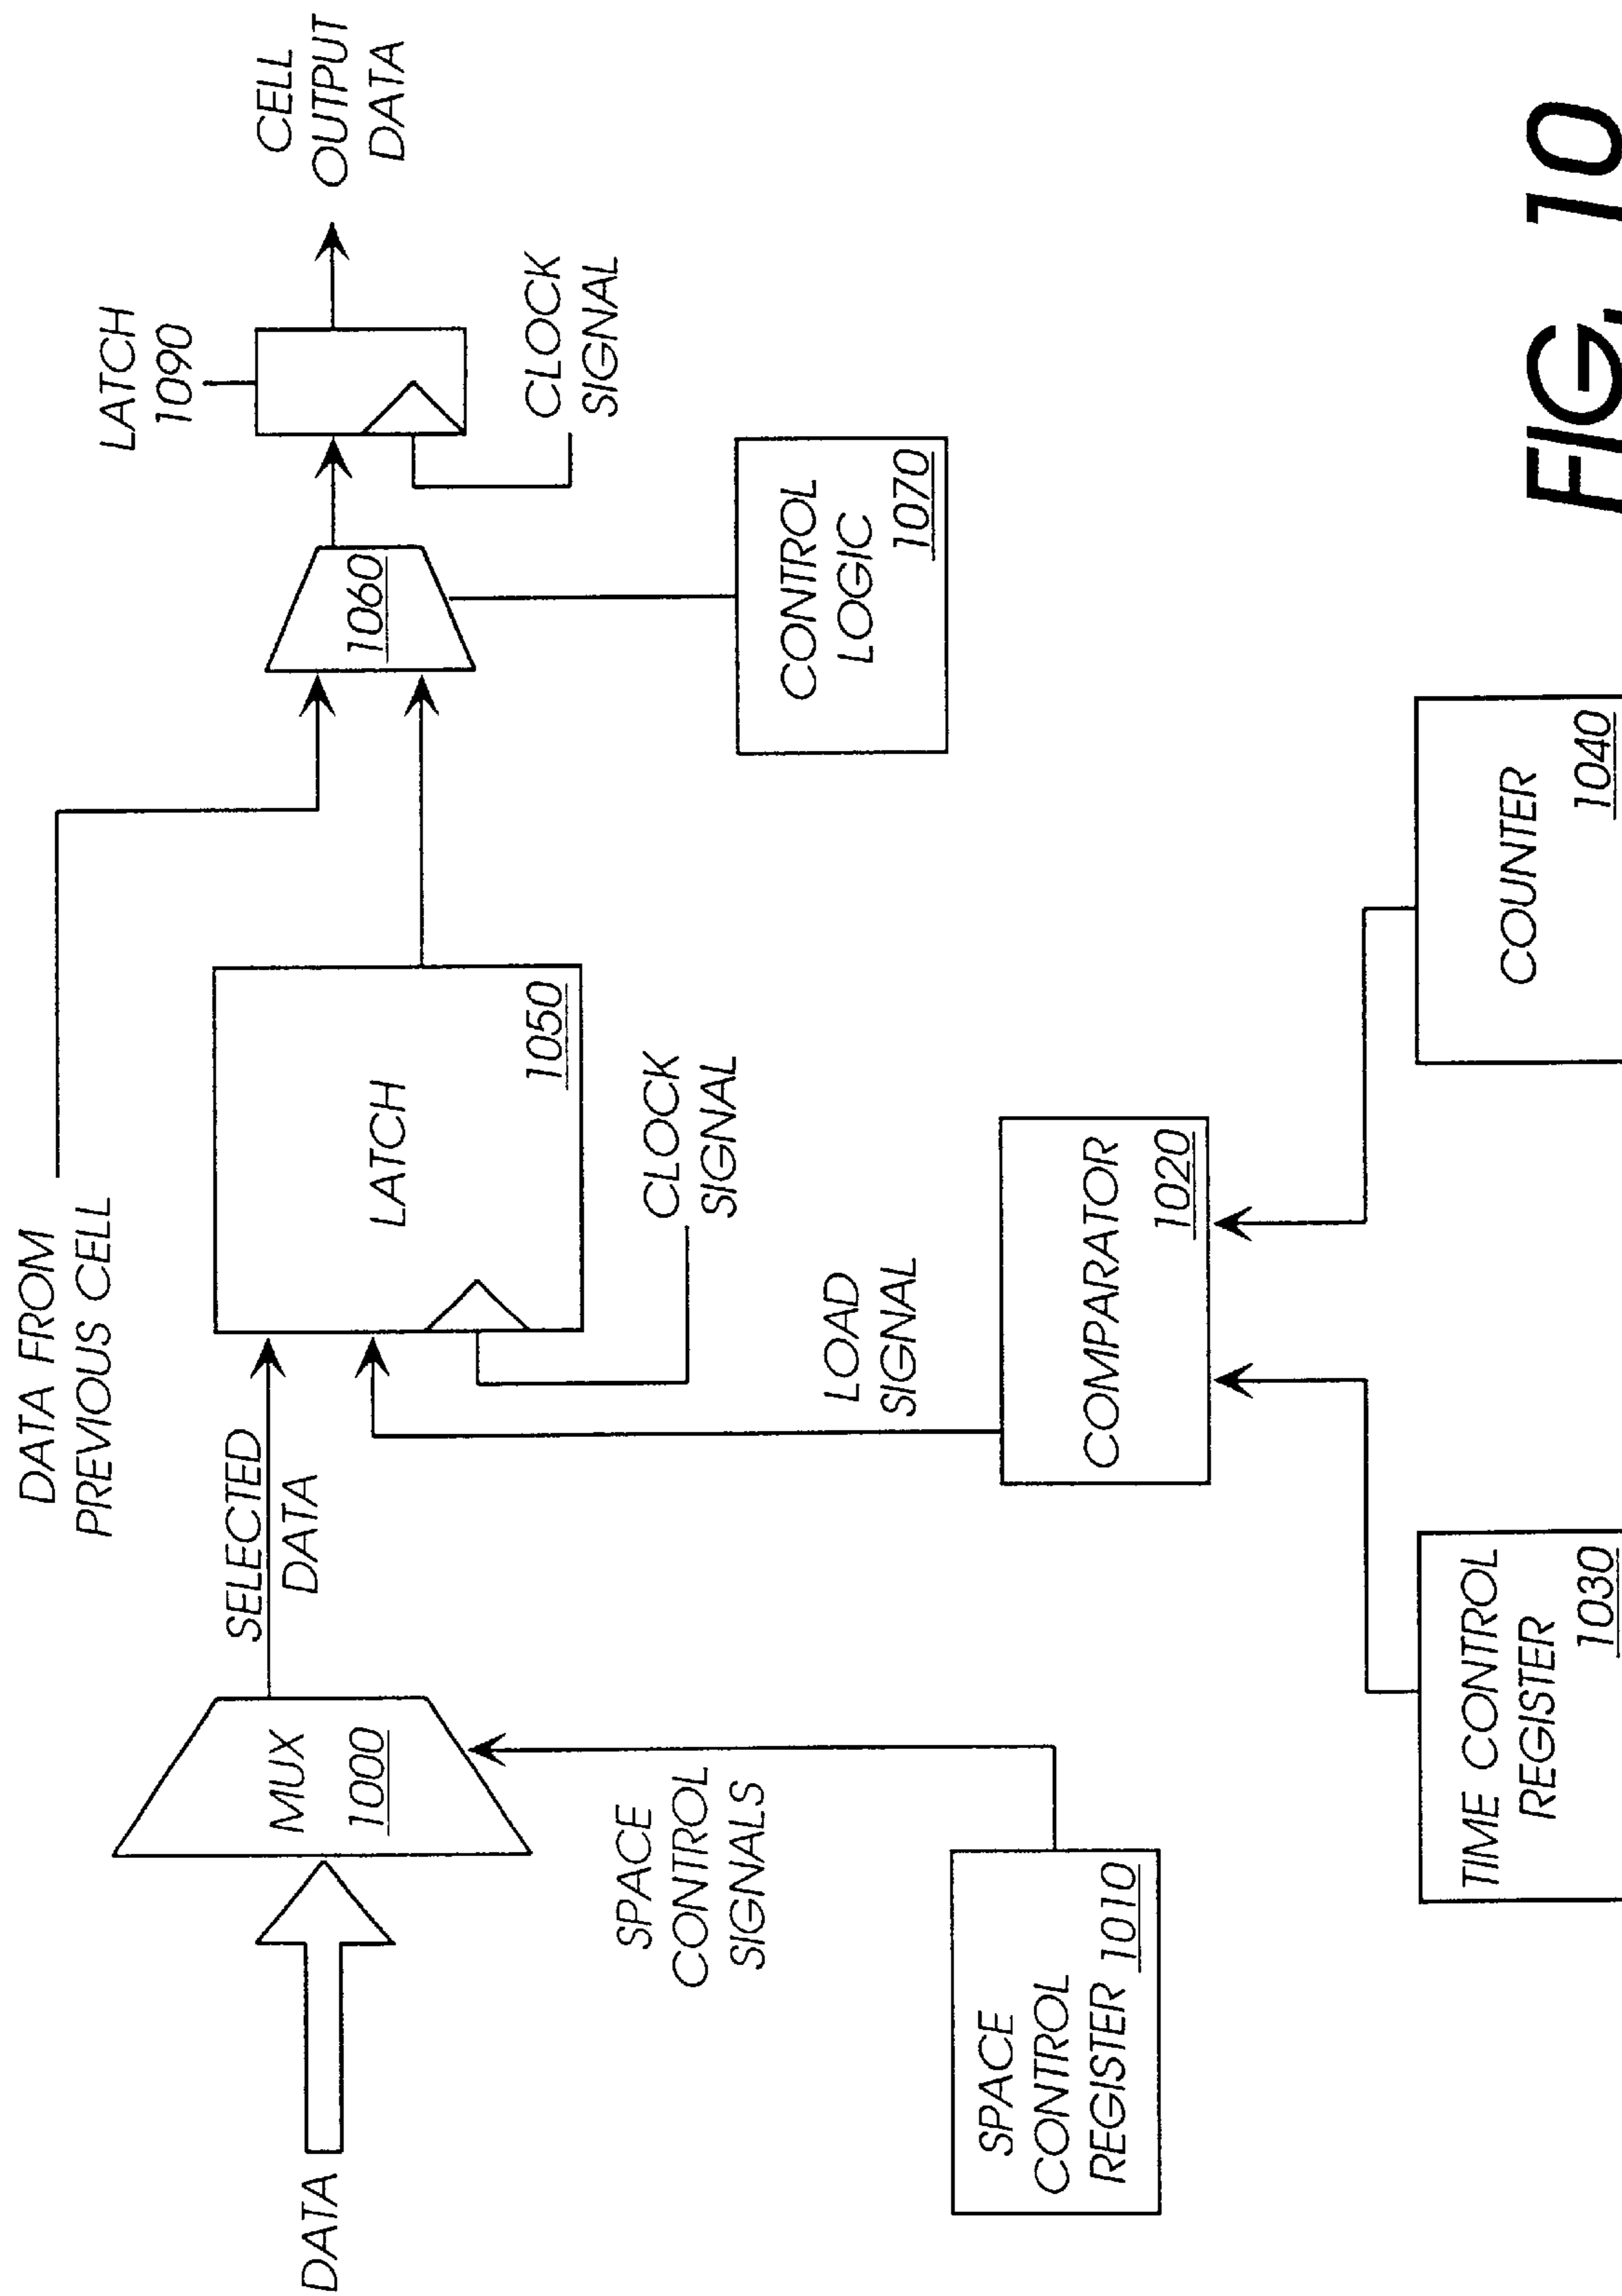 DATA FROM
PREVIOUS CELL
LATCH
1090
CELL
OUTPUT
DATA
DATA
MUX
1000
SELECTED
DATA
LATCH
1050
1060
CLOCK
SIGNAL
CLOCK
SIGNAL
SPACE
CONTROL
SIGNALS
LOAD
SIGNAL
CONTROL
LOGIC
1070
SPACE
CONTROL
REGISTER 1010
COMPARATOR
1020
TIME CONTROL
REGISTER
1030
COUNTER
1040
FIG. 10